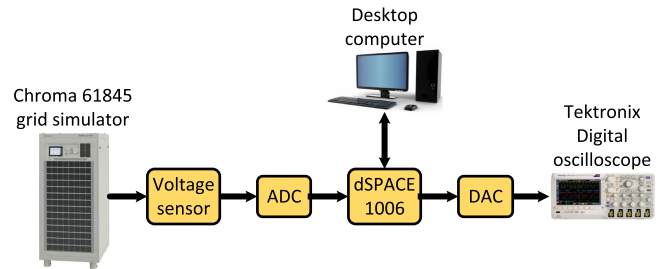 Desktop
computer
Chroma 61845
grid simulator
Tektronix
Digital
oscilloscope
Voltage
sensor
ADC
dSPACE
1006
DAC